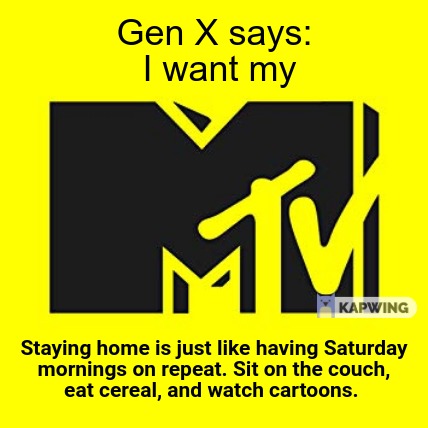 Gen X says:
I want my
MTV
KAPWING
Staying home is just like having Saturday
mornings on repeat. Sit on the couch,
eat cereal, and watch cartoons.